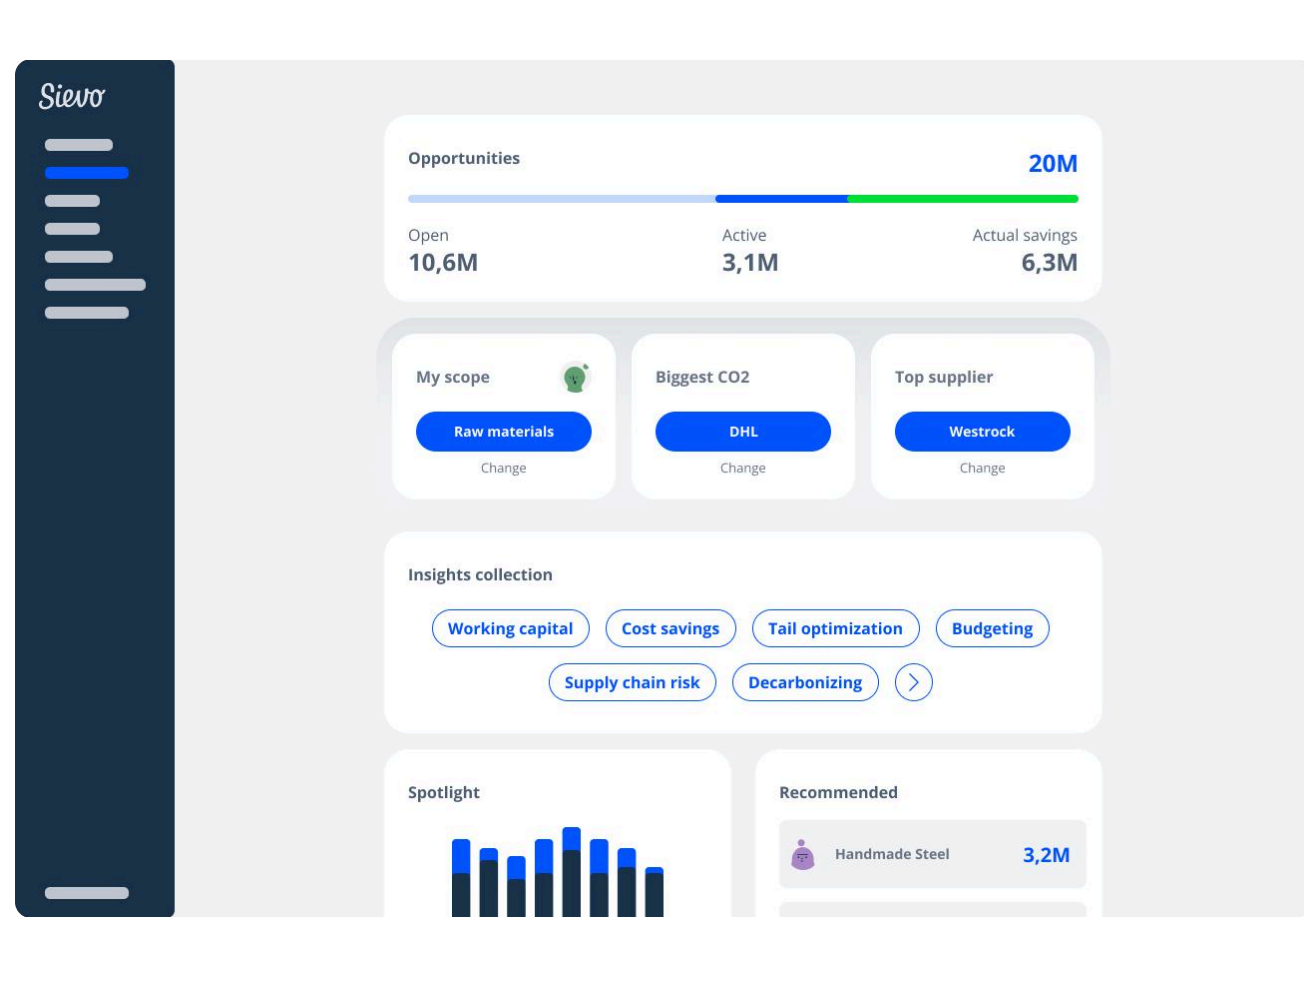 Sievo
Opportunities
20M
Open
Active
Actual savings
10,6M
3,1M
6,3M
My scope
Biggest CO2
Top supplier
Raw materials
DHL
Westrock
Change
Change
Change
Insights collection
Working capital
Cost savings
Tail optimization
Budgeting
Supply chain risk
Decarbonizing
Spotlight
Recommended
Handmade Steel
3,2M